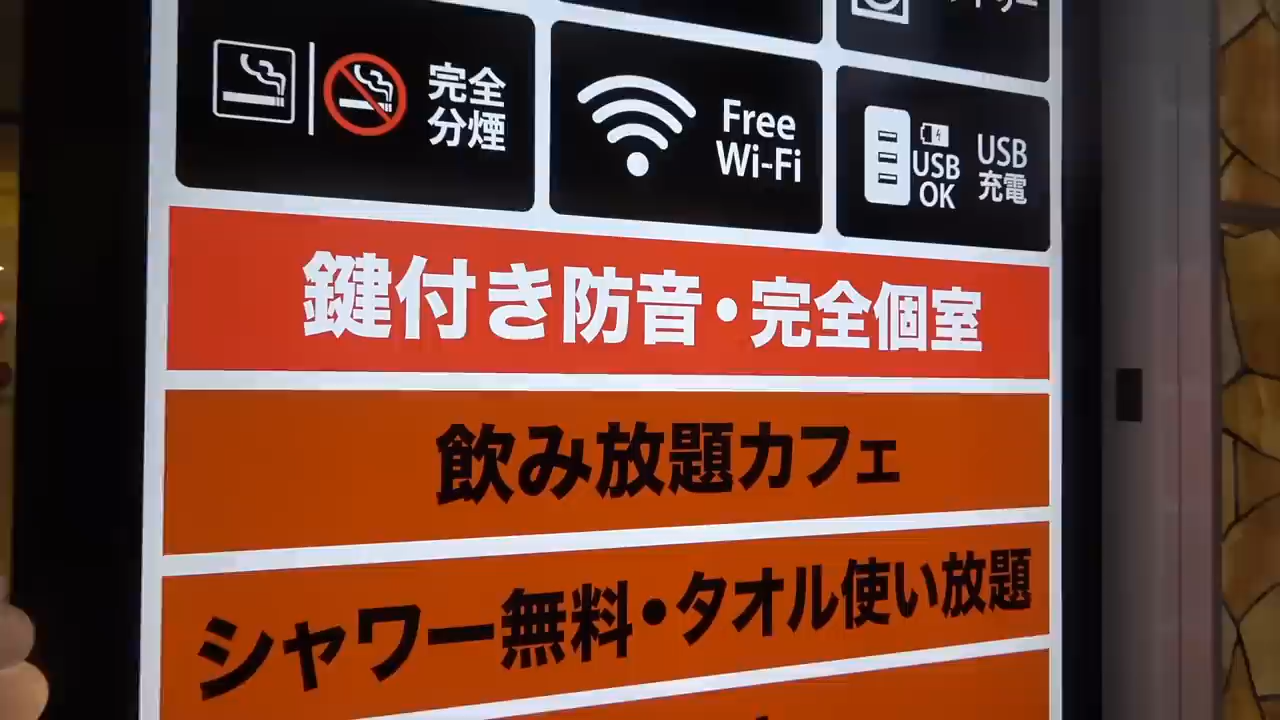 完全
分煙
Free
Wi-Fi
USB
OK
USB
充電
鍵付き防音・完全個室
飲み放題カフェ
シャワー無料・タオル使い放題